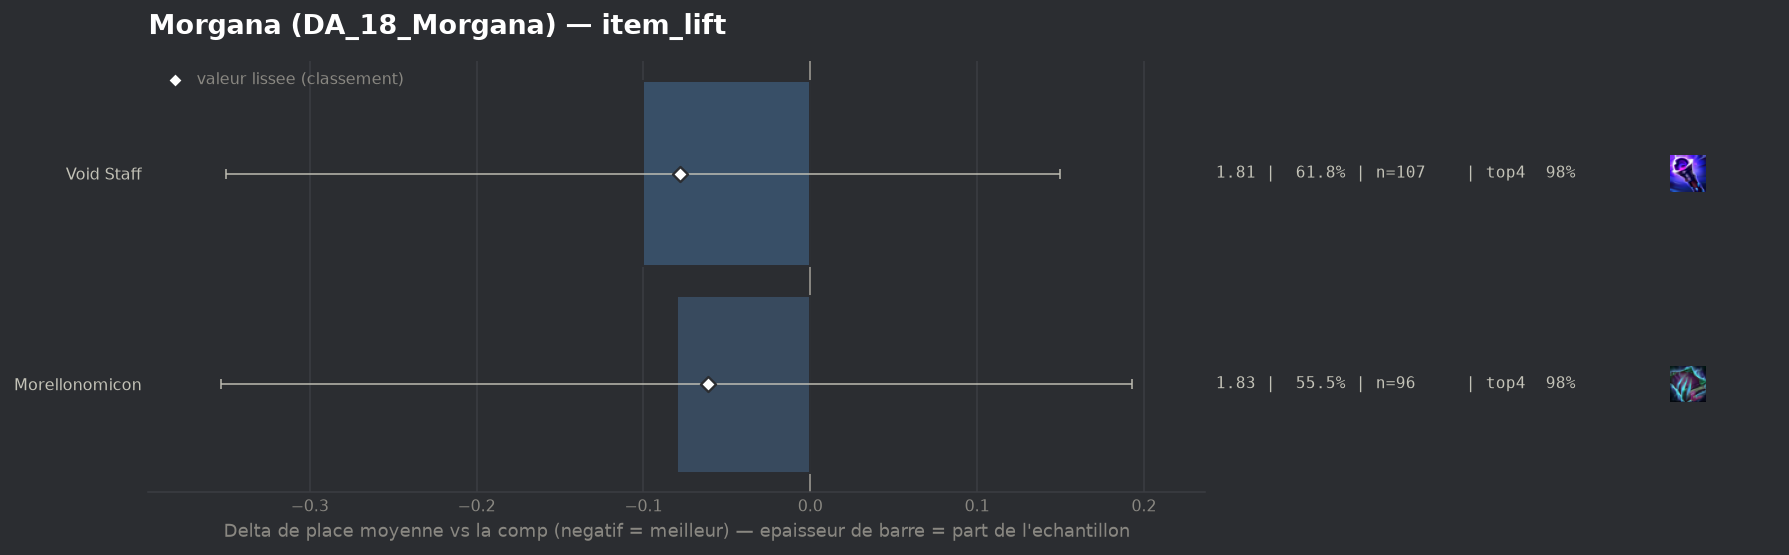 Morgana (DA_18_Morgana) — item_lift
valeur lissee (classement)
Void Staff
1.81 | 61.8% | n=107 | top4 98%
Morellonomicon
1.83 | 55.5% | n=96 | top4 98%
−0.3 −0.2 −0.1 0.0 0.1 0.2
Delta de place moyenne vs la comp (negatif = meilleur) — epaisseur de barre = part de l'echantillon